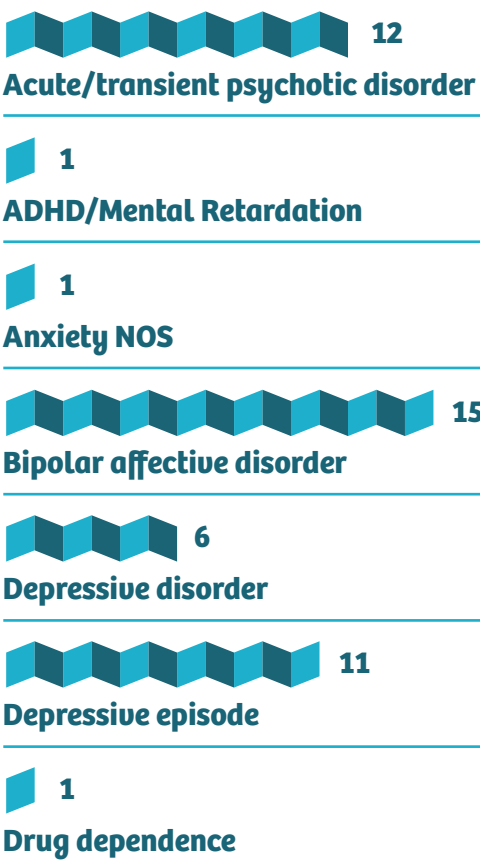 12
Acute/transient psychotic disorder
1
ADHD/Mental Retardation
1
Anxiety NOS
15
Bipolar affective disorder
6
Depressive disorder
11
Depressive episode
1
Drug dependence